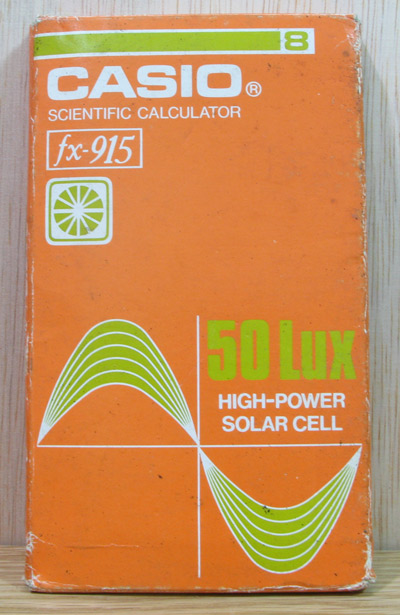 8
CASIO®
SCIENTIFIC CALCULATOR
fx-915
50 Lux
HIGH-POWER
SOLAR CELL